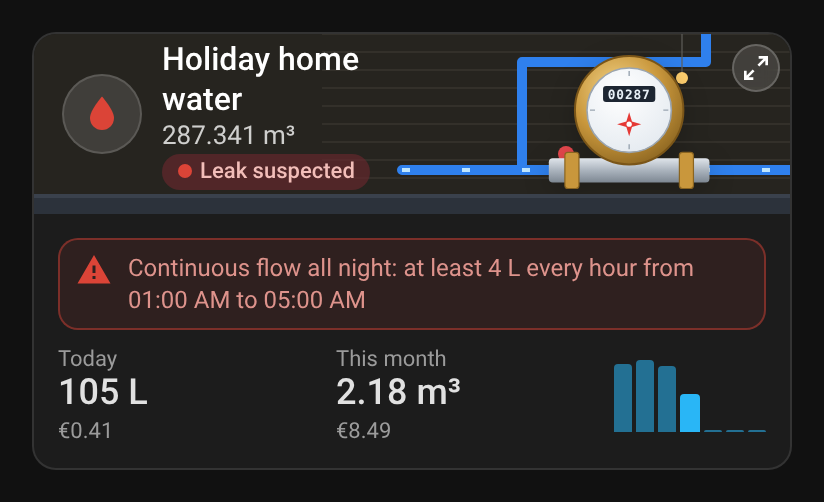 Holiday home
water
287.341 m³
Leak suspected
00287
Continuous flow all night: at least 4 L every hour from
01:00 AM to 05:00 AM
Today
This month
105 L
2.18 m³
€0.41
€8.49